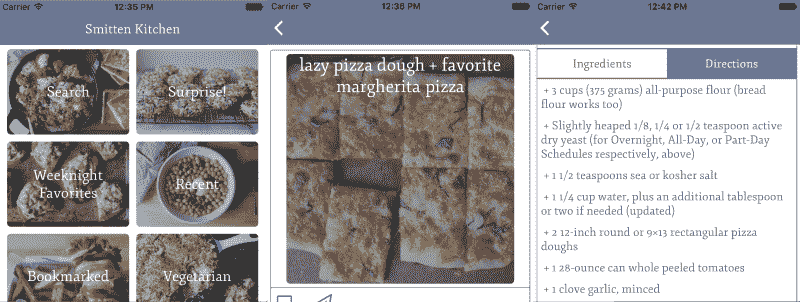 Carrier 12:35 PM
Smitten Kitchen
Search
Surprise!
Weeknight
Favorites
Recent
Bookmarked
Vegetarian
Carrier 12:36 PM
lazy pizza dough + favorite
margherita pizza
Carrier 12:42 PM
Ingredients
Directions
+ 3 cups (375 grams) all-purpose flour (bread
flour works too)
+ Slightly heaped 1/8, 1/4 or 1/2 teaspoon active
dry yeast (for Overnight, All-Day, or Part-Day
Schedules respectively, above)
+ 1 1/2 teaspoons sea or kosher salt
+ 1 1/4 cup water, plus an additional tablespoon
or two if needed (updated)
+ 2 12-inch round or 9×13 rectangular pizza
doughs
+ 1 28-ounce can whole peeled tomatoes
+ 1 clove garlic, minced